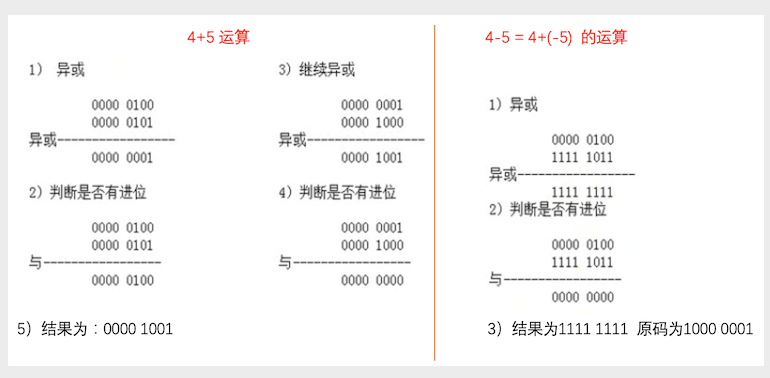 4+5 运算
1) 异或
0000 0100
0000 0101
异或-----------------
0000 0001
2) 判断是否有进位
0000 0100
0000 0101
与-----------------
0000 0100
3) 继续异或
0000 0001
0000 1000
异或-----------------
0000 1001
4) 判断是否有进位
0000 0001
0000 1000
与-----------------
0000 0000
5) 结果为：0000 1001
4-5 = 4+(-5) 的运算
1) 异或
0000 0100
1111 1011
异或-----------------
1111 1111
2) 判断是否有进位
0000 0100
1111 1011
与-----------------
0000 0000
3) 结果为1111 1111 原码为1000 0001